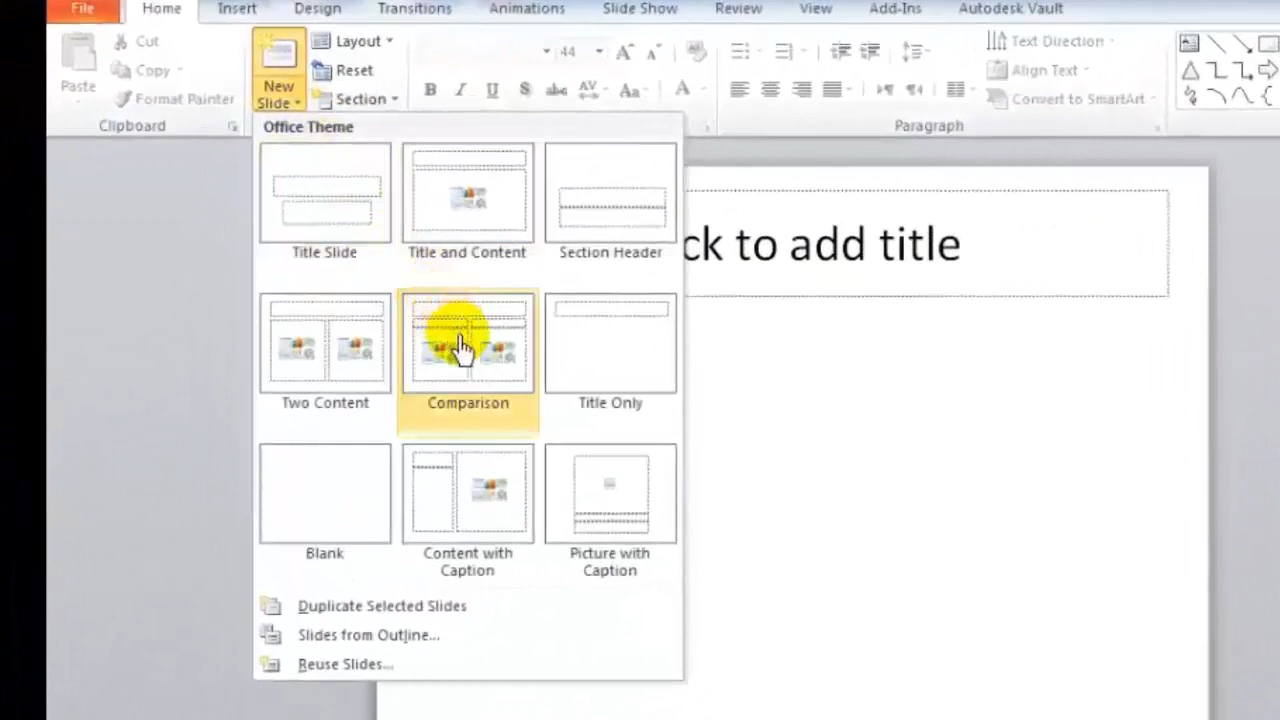 File Home Insert Design Transitions Animations Slide Show Review View Add-Ins Autodesk Vault
Cut
Copy
Format Painter
Paste
Clipboard
New Slide
Layout
Reset
Section
44
B I U S abc AV Aa A
Text Direction
Align Text
Convert to SmartArt
Paragraph
Office Theme
Title Slide Title and Content Section Header
Two Content Comparison Title Only
Blank Content with Caption Picture with Caption
Duplicate Selected Slides
Slides from Outline...
Reuse Slides...
ck to add title